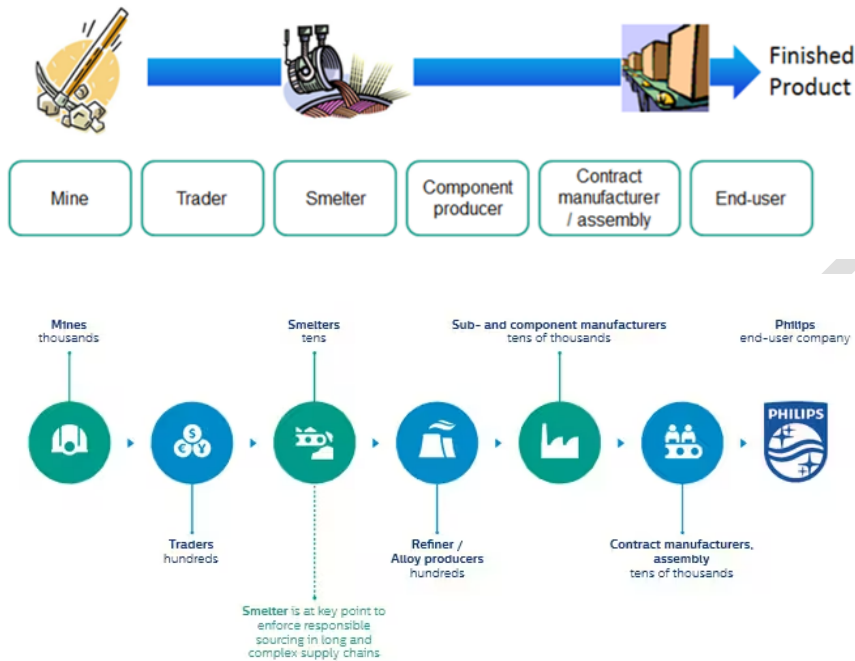 Finished
Product
Mine
Trader
Smelter
Component
producer
Contract
manufacturer
/ assembly
End-user
Mines
thousands
Smelters
tens
Sub- and component manufacturers
tens of thousands
Philips
end-user company
$
€ ¥
PHILIPS
Traders
hundreds
Refiner /
Alloy producers
hundreds
Contract manufacturers,
assembly
tens of thousands
Smelter is at key point to
enforce responsible
sourcing in long and
complex supply chains